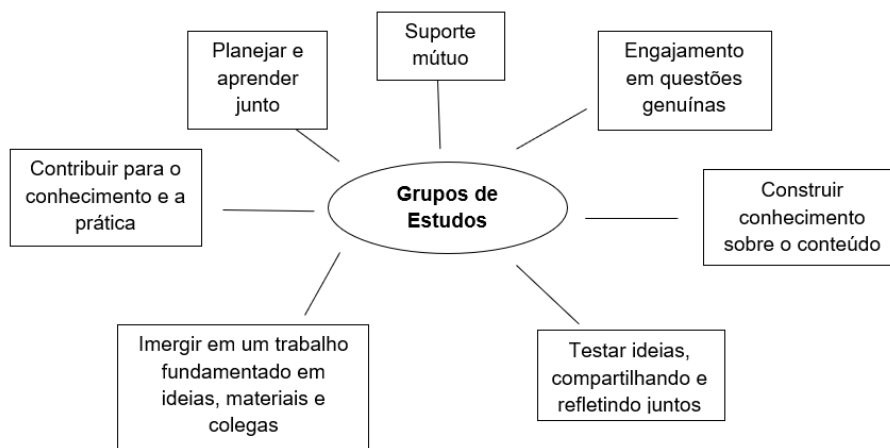 Suporte
mútuo
Planejar e
aprender
junto
Engajamento
em questões
genuínas
Contribuir para o
conhecimento e a
prática
Grupos de
Estudos
Construir
conhecimento
sobre o conteúdo
Imergir em um trabalho
fundamentado em
ideias, materiais e
colegas
Testar ideias,
compartilhando e
refletindo juntos